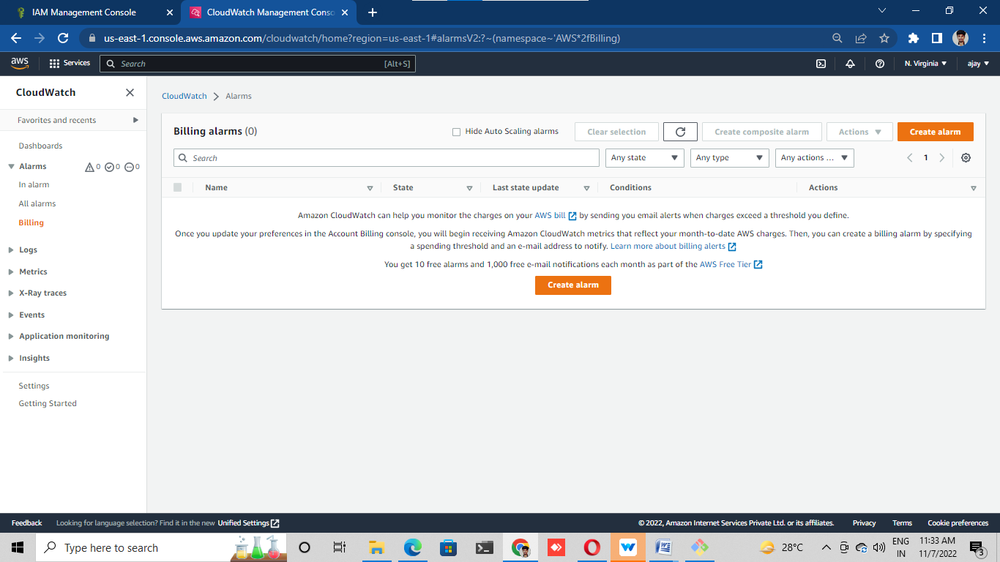 IAM Management Console
CloudWatch Management Conso
us-east-1.console.aws.amazon.com/cloudwatch/home?region=us-east-1#alarmsV2:?~(namespace~'AWS*2fBilling)
aws
Services
Search
[Alt+S]
N. Virginia
ajay
CloudWatch
Favorites and recents
Dashboards
Alarms
0
0
0
In alarm
All alarms
Billing
Logs
Metrics
X-Ray traces
Events
Application monitoring
Insights
Settings
Getting Started
CloudWatch
Alarms
Billing alarms (0)
Hide Auto Scaling alarms
Clear selection
Create composite alarm
Actions
Create alarm
Search
Any state
Any type
Any actions ...
1
Name
State
Last state update
Conditions
Actions
Amazon CloudWatch can help you monitor the charges on your AWS bill by sending you email alerts when charges exceed a threshold you define.
Once you update your preferences in the Account Billing console, you will begin receiving Amazon CloudWatch metrics that reflect your month-to-date AWS charges. Then, you can create a billing alarm by specifying
a spending threshold and an e-mail address to notify. Learn more about billing alerts
You get 10 free alarms and 1,000 free e-mail notifications each month as part of the AWS Free Tier
Create alarm
Feedback
Looking for language selection? Find it in the new Unified Settings
© 2022, Amazon Internet Services Private Ltd. or its affiliates.
Privacy
Terms
Cookie preferences
Type here to search
28°C
ENG
IN
11:33 AM
11/7/2022
3